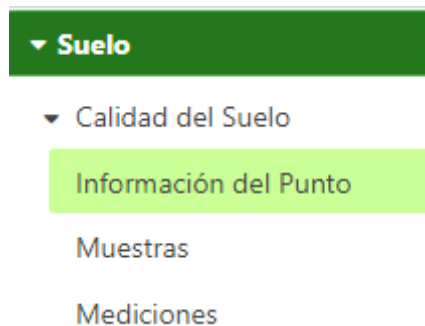 Suelo
Calidad del Suelo
Información del Punto
Muestras
Mediciones